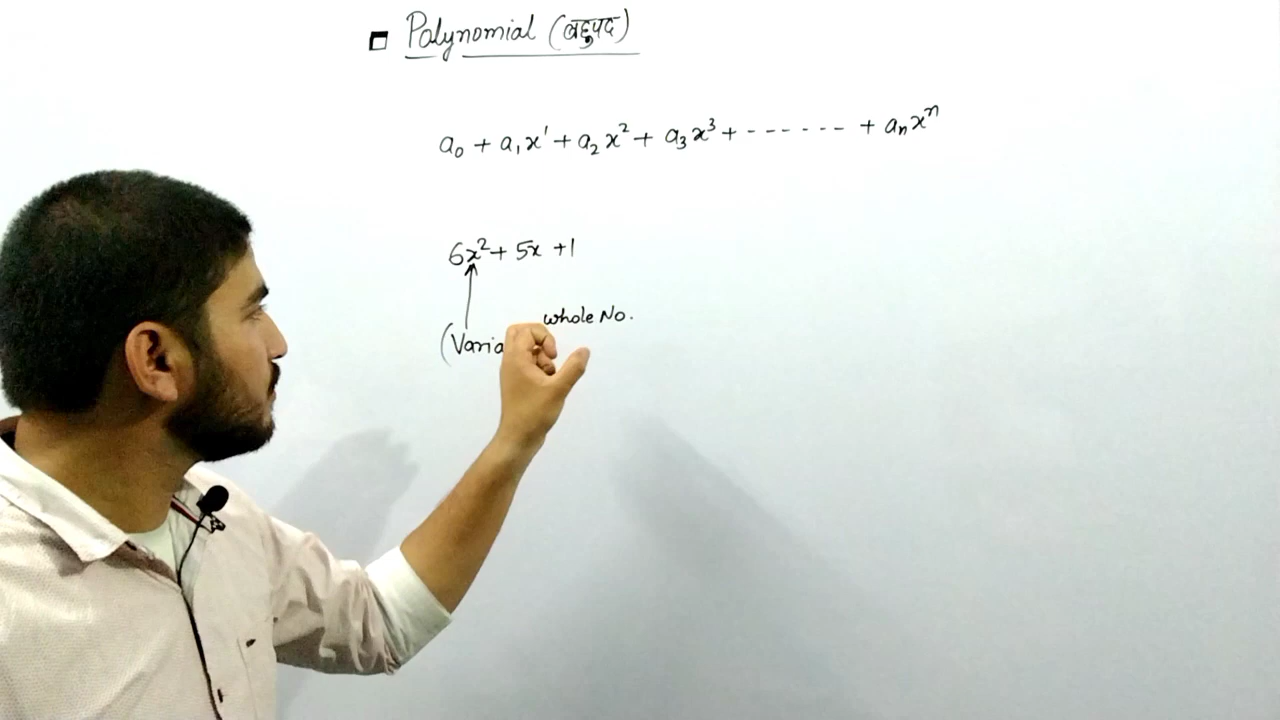 Polynomial (बहुपद)
a₀ + a₁x¹ + a₂x² + a₃x³ + ------ + aₙxⁿ
6x² + 5x + 1
whole No.
(Varia